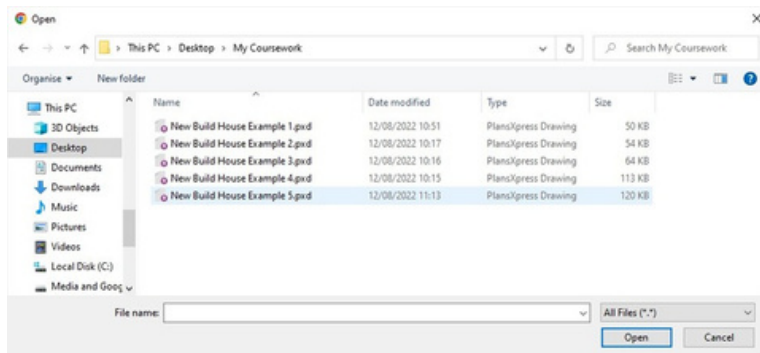 Open
This PC > Desktop > My Coursework
Search My Coursework
Organise New folder
Name Date modified Type Size
New Build House Example 1.pxd 12/08/2022 10:51 PlansXpress Drawing 50 KB
New Build House Example 2.pxd 12/08/2022 10:17 PlansXpress Drawing 54 KB
New Build House Example 3.pxd 12/08/2022 10:16 PlansXpress Drawing 64 KB
New Build House Example 4.pxd 12/08/2022 10:15 PlansXpress Drawing 113 KB
New Build House Example 5.pxd 12/08/2022 11:13 PlansXpress Drawing 120 KB
This PC
3D Objects
Desktop
Documents
Downloads
Music
Pictures
Videos
Local Disk (C:)
Media and Goog
File name: All Files (*.*)
Open Cancel